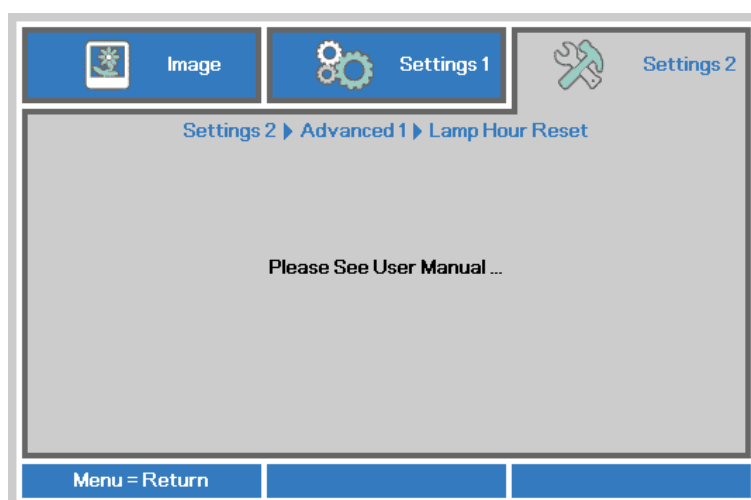 Image
Settings 1
Settings 2
Settings 2 ▶ Advanced 1 ▶ Lamp Hour Reset
Please See User Manual ...
Menu = Return